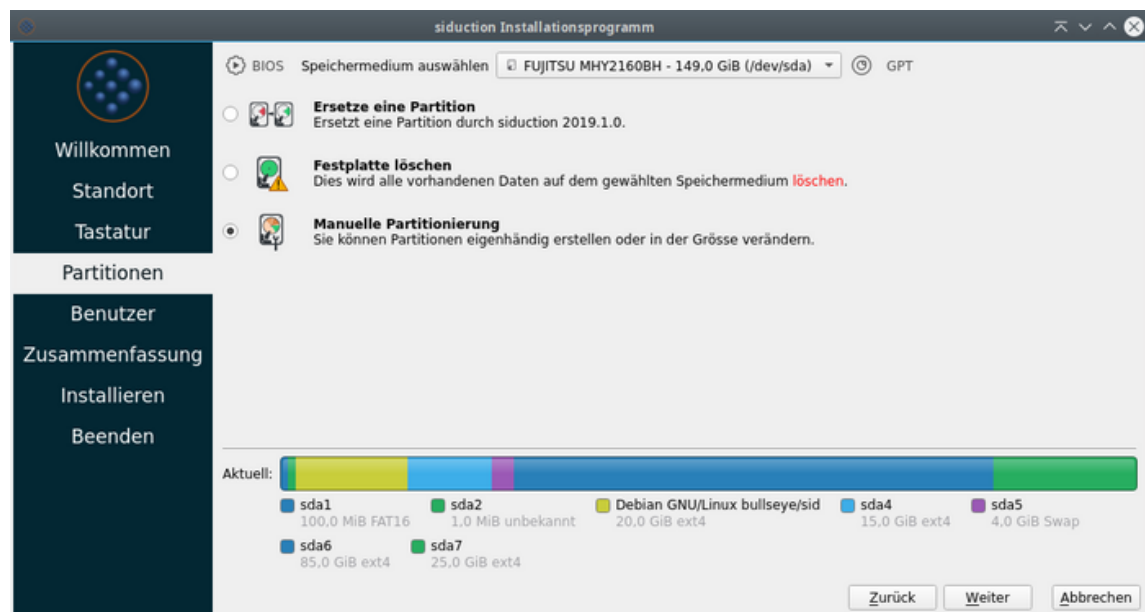 siduction Installationsprogramm
BIOS Speichermedium auswählen FUJITSU MHY2160BH - 149,0 GiB (/dev/sda) GPT
Ersetze eine Partition
Ersetzt eine Partition durch siduction 2019.1.0.
Festplatte löschen
Dies wird alle vorhandenen Daten auf dem gewählten Speichermedium löschen.
Manuelle Partitionierung
Sie können Partitionen eigenhändig erstellen oder in der Grösse verändern.
Willkommen
Standort
Tastatur
Partitionen
Benutzer
Zusammenfassung
Installieren
Beenden
Aktuell:
sda1 sda2 Debian GNU/Linux bullseye/sid sda4 sda5
100,0 MiB FAT16 1,0 MiB unbekannt 20,0 GiB ext4 15,0 GiB ext4 4,0 GiB Swap
sda6 sda7
85,0 GiB ext4 25,0 GiB ext4
Zurück Weiter Abbrechen